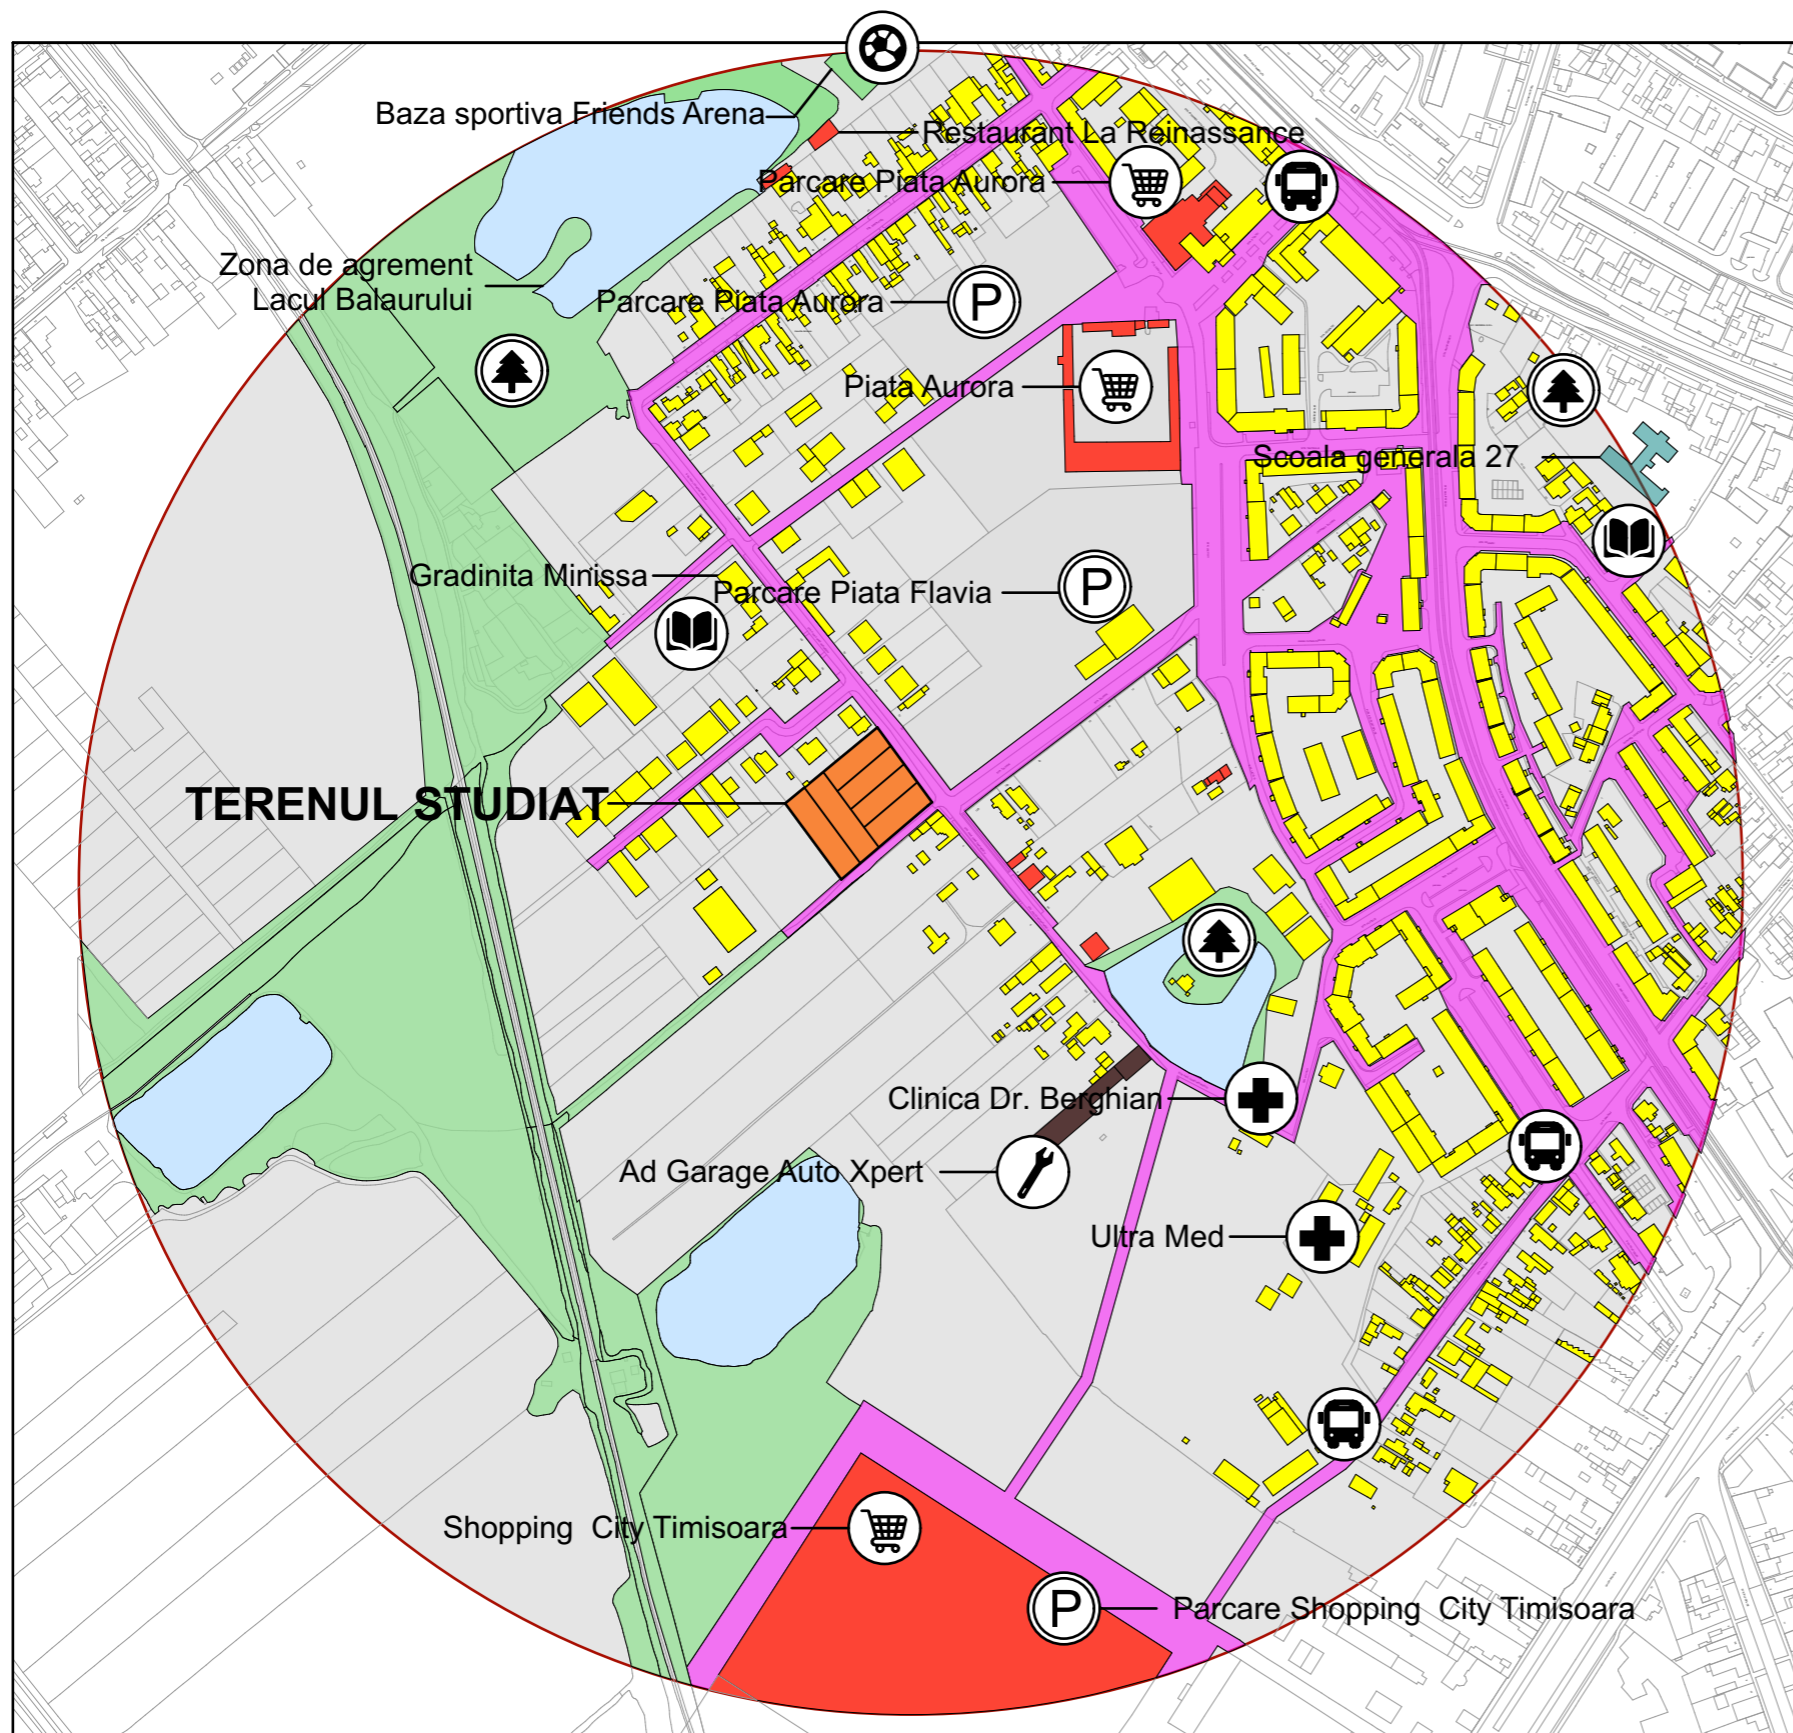 Baza sportiva Friends Arena
Restaurant La Reinassance
Parcare Piata Aurora
Zona de agrement
Lacul Balaurului
Parcare Piata Aurora
P
Piata Aurora
Scoala generala 27
Gradinita Minissa
Parcare Piata Flavia
P
TERENUL STUDIAT
Clinica Dr. Berghian
Ad Garage Auto Xpert
Ultra Med
Shopping City Timisoara
P
Parcare Shopping City Timisoara